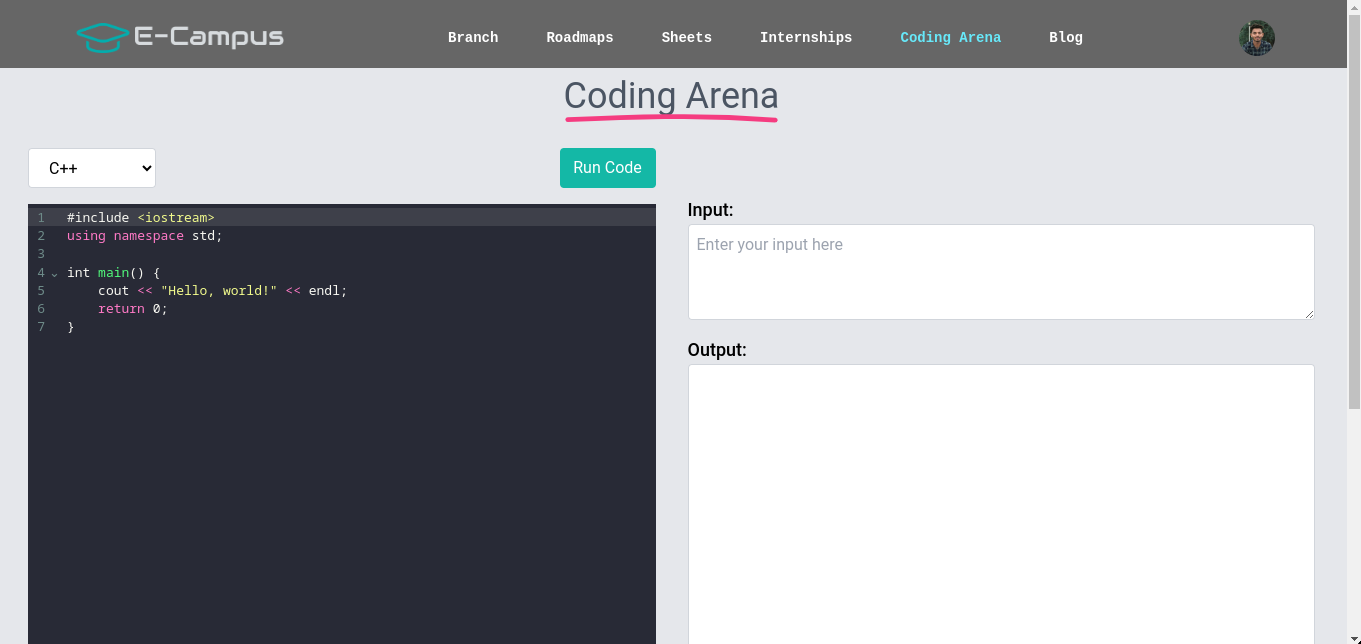 E-Campus
Branch Roadmaps Sheets Internships Coding Arena Blog
Coding Arena
C++
Run Code
1 #include <iostream>
2 using namespace std;
3
4 int main() {
5     cout << "Hello, world!" << endl;
6     return 0;
7 }
Input:
Enter your input here
Output: